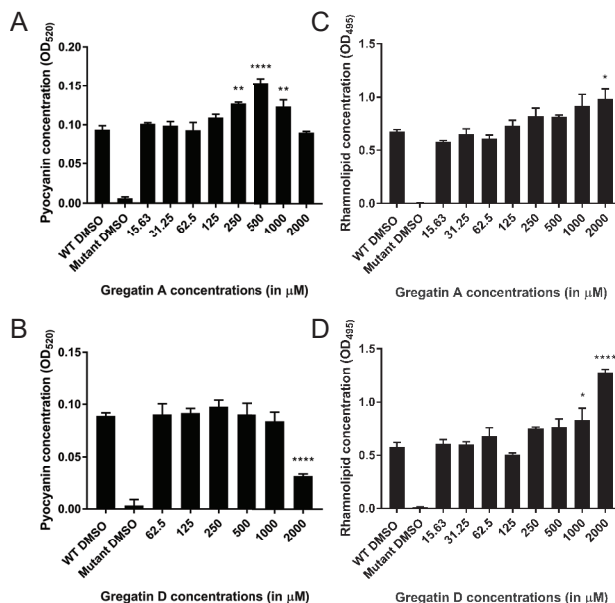 A
Pyocyanin concentration (OD520)
0.20
0.15
0.10
0.05
0.00
**
****
**
WT DMSO
Mutant DMSO
15.63
31.25
62.5
125
250
500
1000
2000
Gregatin A concentrations (in μM)
B
Pyocyanin concentration (OD520)
0.15
0.10
0.05
0.00
****
WT DMSO
Mutant DMSO
62.5
125
250
500
1000
2000
Gregatin D concentrations (in μM)
C
Rhamnolipid concentration (OD495)
1.5
1.0
0.5
0.0
*
WT DMSO
Mutant DMSO
15.63
31.25
62.5
125
250
500
1000
2000
Gregatin A concentrations (in μM)
D
Rhamnolipid concentration (OD495)
1.5
1.0
0.5
0.0
*
****
WT DMSO
Mutant DMSO
15.63
31.25
62.5
125
250
500
1000
2000
Gregatin D concentrations (in μM)